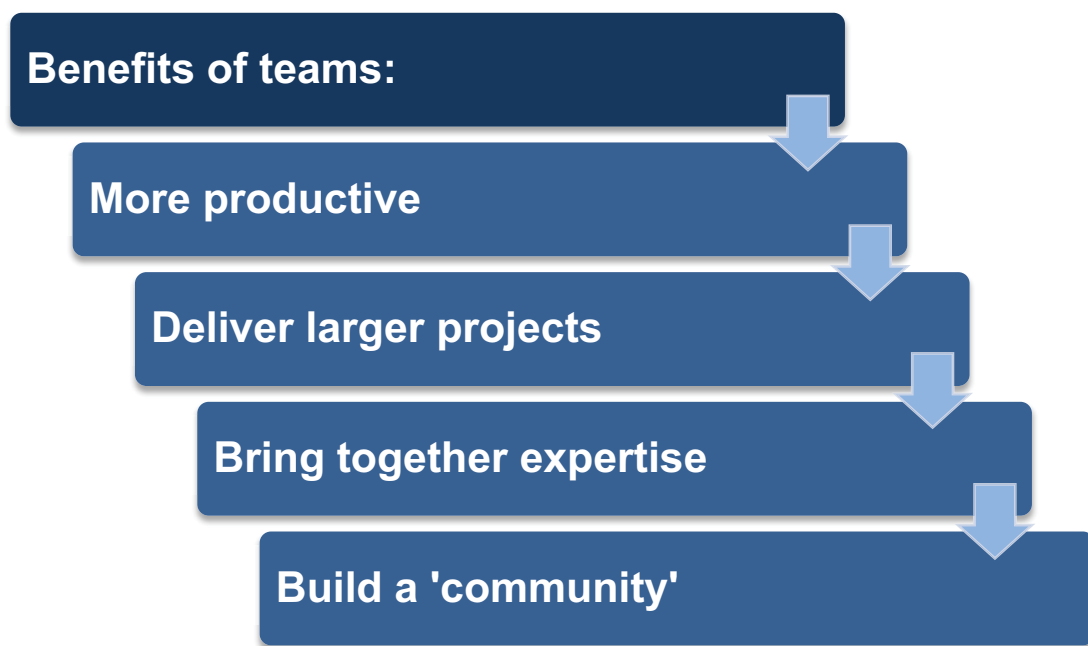 Benefits of teams:
More productive
Deliver larger projects
Bring together expertise
Build a 'community'